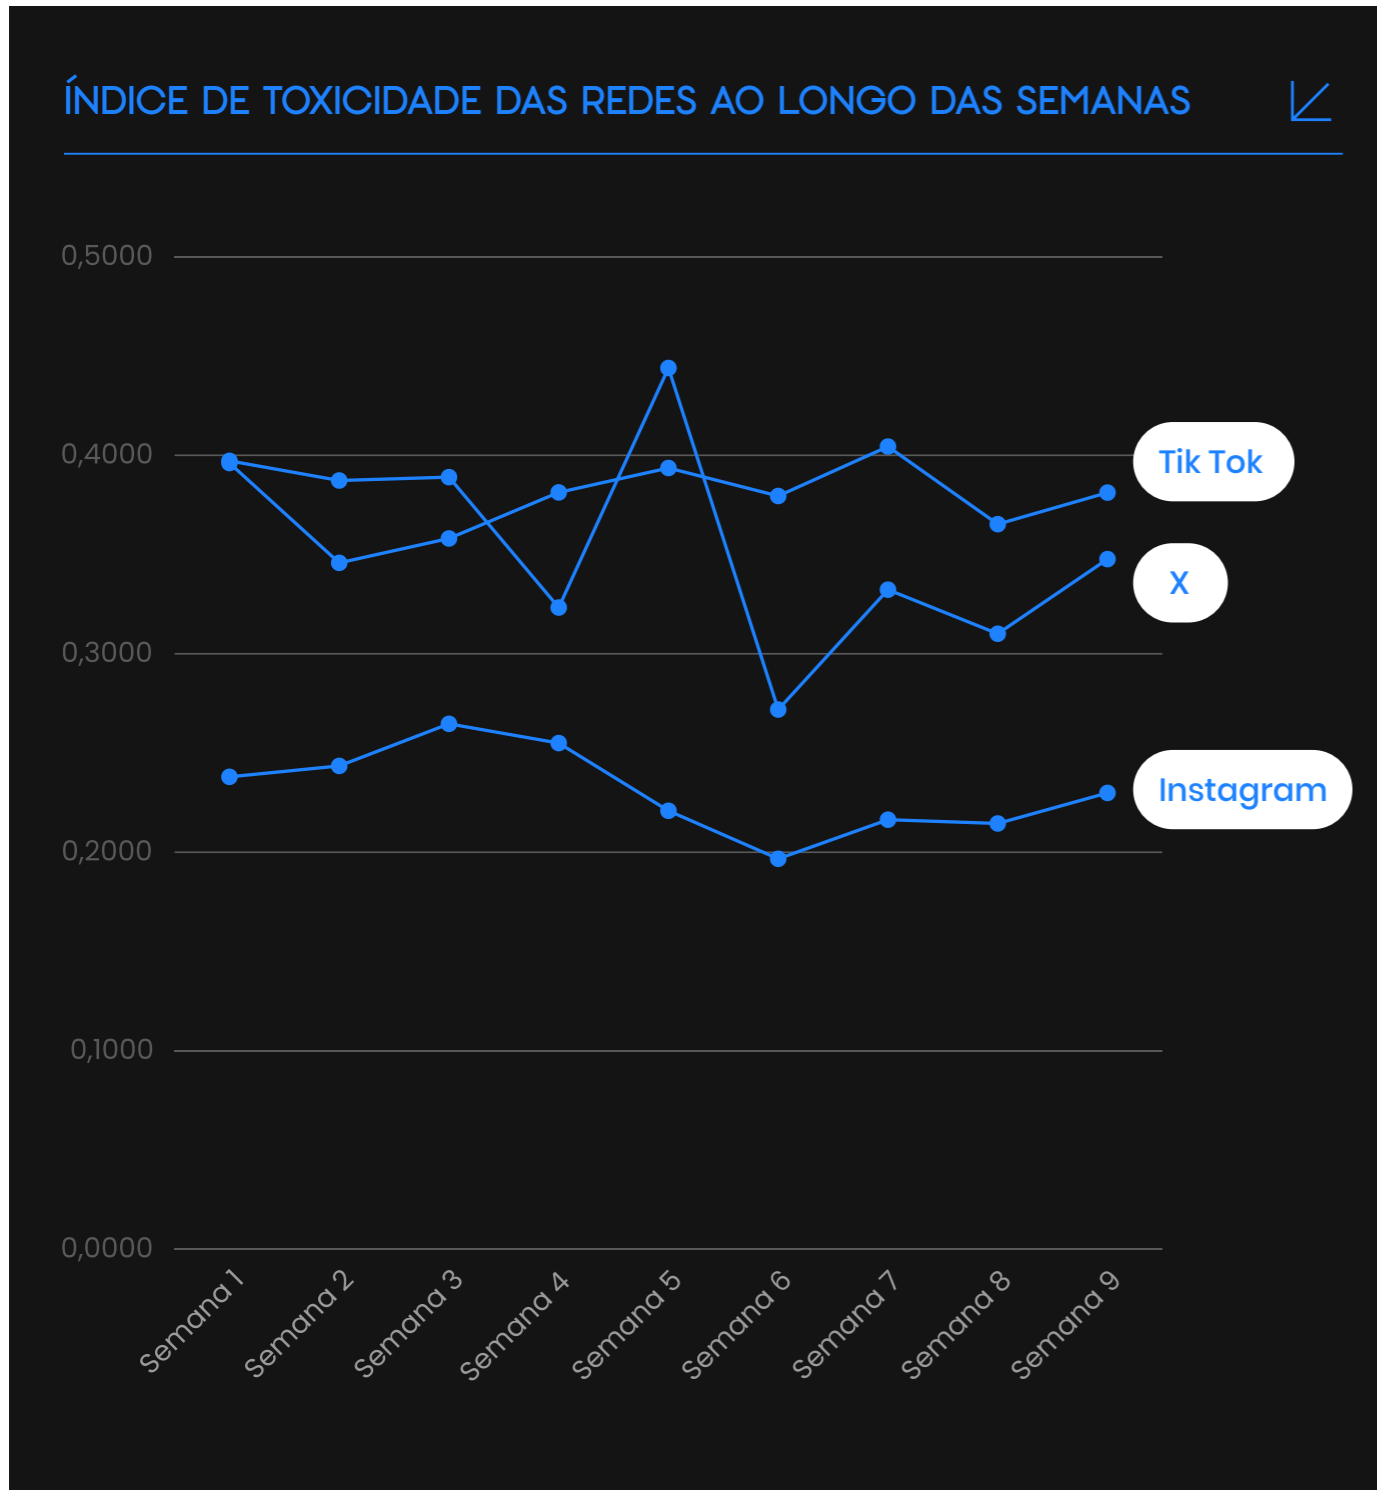 ÍNDICE DE TOXICIDADE DAS REDES AO LONGO DAS SEMANAS
0,5000
0,4000
Tik Tok
X
0,3000
Instagram
0,2000
0,1000
0,0000
Semana 1
Semana 2
Semana 3
Semana 4
Semana 5
Semana 6
Semana 7
Semana 8
Semana 9